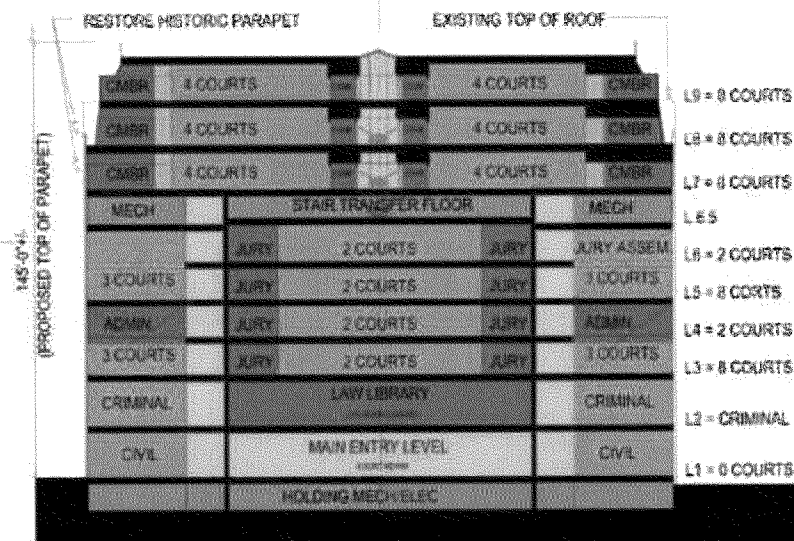 RESTORE HISTORIC PARAPET EXISTING TOP OF ROOF
CMBR 4 COURTS 4 COURTS CMBR L9 = 8 COURTS
CMBR 4 COURTS 4 COURTS CMBR L8 = 8 COURTS
CMBR 4 COURTS 4 COURTS CMBR L7 = 8 COURTS
MECH STAIR TRANSFER FLOOR MECH L 6.5
JURY 2 COURTS JURY JURY ASSEM. L6 = 2 COURTS
3 COURTS JURY 2 COURTS JURY 3 COURTS L5 = 8 CORTS
ADMIN JURY 2 COURTS JURY ADMIN L4 = 2 COURTS
3 COURTS JURY 2 COURTS JURY 3 COURTS L3 = 8 COURTS
CRIMINAL LAW LIBRARY CRIMINAL L2 = CRIMINAL
CIVIL MAIN ENTRY LEVEL CIVIL L1 = 0 COURTS
HOLDING MECH/ELEC
145'-0"+/-
(PROPOSED TOP OF PARAPET)